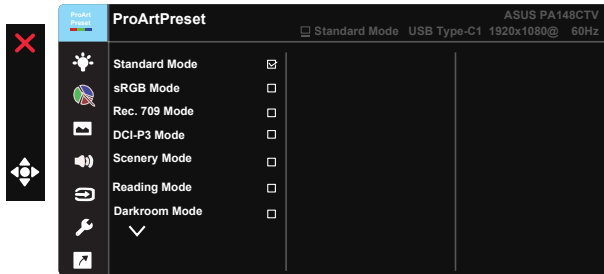 ProArt
Preset
ProArtPreset
ASUS PA148CTV
Standard Mode USB Type-C1 1920x1080@ 60Hz
Standard Mode
sRGB Mode
Rec. 709 Mode
DCI-P3 Mode
Scenery Mode
Reading Mode
Darkroom Mode